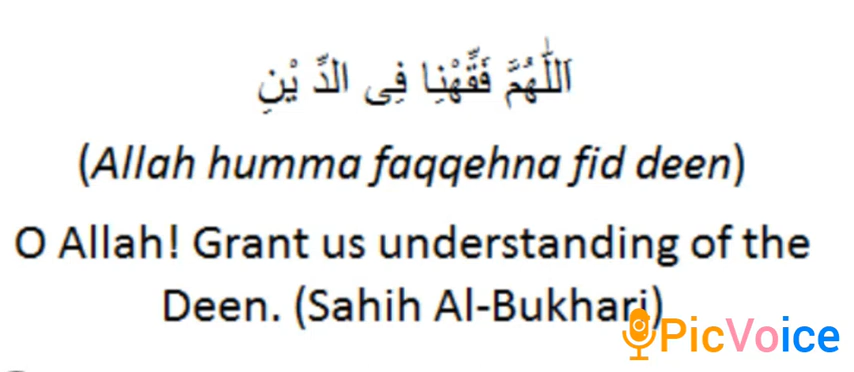 اَللّٰهُمَّ فَقِّهْنِا فِى الدِّ يْنِ
(Allah humma faqqehna fid deen)
O Allah! Grant us understanding of the
Deen. (Sahih Al-Bukhari)
PicVoice